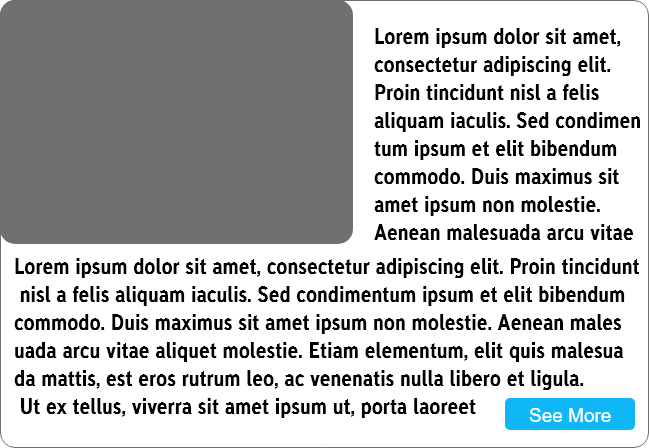 Lorem ipsum dolor sit amet,
consectetur adipiscing elit.
Proin tincidunt nisl a felis
aliquam iaculis. Sed condimen
tum ipsum et elit bibendum
commodo. Duis maximus sit
amet ipsum non molestie.
Aenean malesuada arcu vitae
Lorem ipsum dolor sit amet, consectetur adipiscing elit. Proin tincidunt
nisl a felis aliquam iaculis. Sed condimentum ipsum et elit bibendum
commodo. Duis maximus sit amet ipsum non molestie. Aenean males
uada arcu vitae aliquet molestie. Etiam elementum, elit quis malesua
da mattis, est eros rutrum leo, ac venenatis nulla libero et ligula.
Ut ex tellus, viverra sit amet ipsum ut, porta laoreet
See More